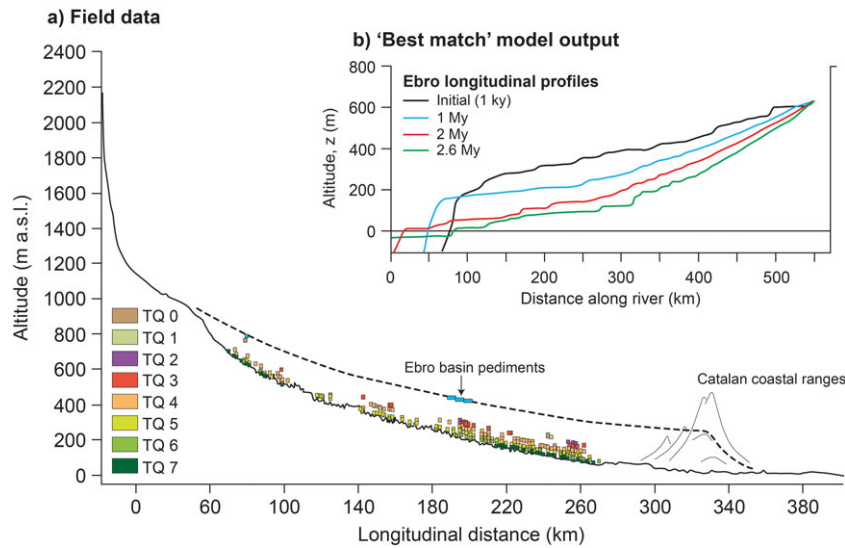 a) Field data
2400
2200
2000
1800
1600
1400
1200
1000
800
600
400
200
0
Altitude (m a.s.l.)
TQ 0
TQ 1
TQ 2
TQ 3
TQ 4
TQ 5
TQ 6
TQ 7
0 60 100 140 180 220 260 300 340 380
Longitudinal distance (km)
Ebro basin pediments
Catalan coastal ranges
b) ‘Best match’ model output
800
600
400
200
0
Altitude, z (m)
Ebro longitudinal profiles
Initial (1 ky)
1 My
2 My
2.6 My
0 100 200 300 400 500
Distance along river (km)